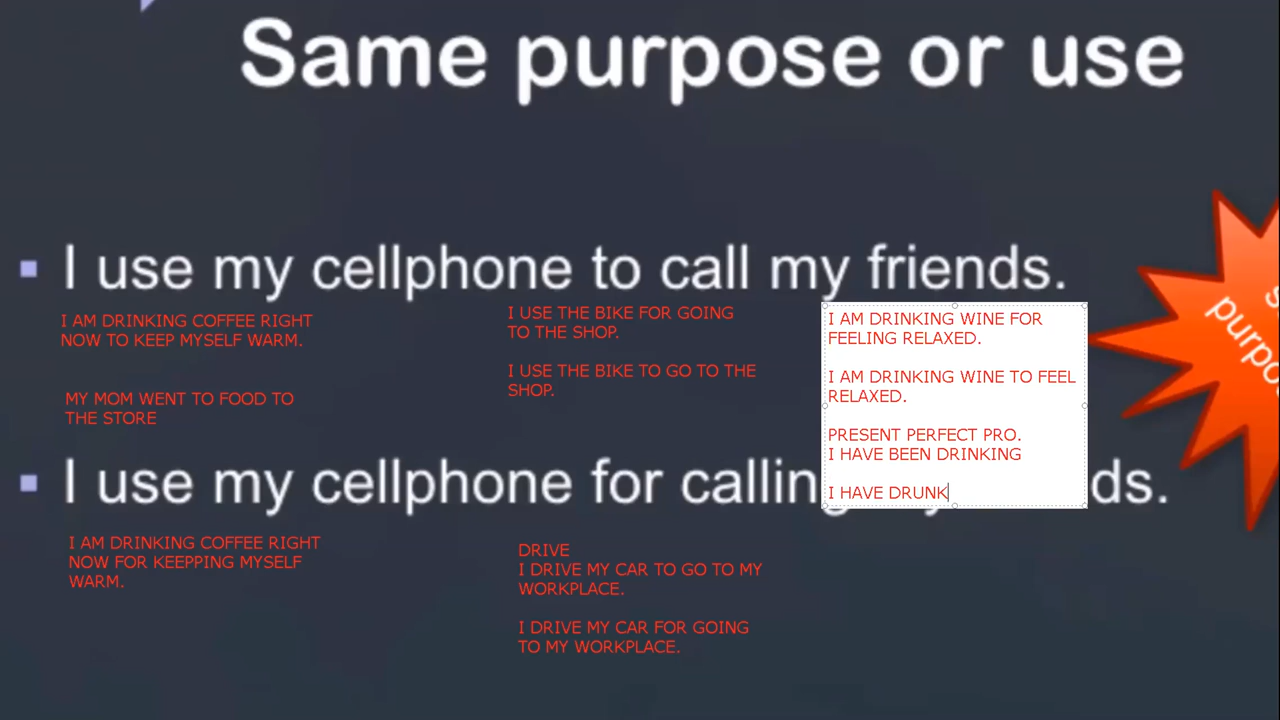 Same purpose or use
I use my cellphone to call my friends.
I AM DRINKING COFFEE RIGHT
NOW TO KEEP MYSELF WARM.
MY MOM WENT TO FOOD TO
THE STORE
I USE THE BIKE FOR GOING
TO THE SHOP.
I USE THE BIKE TO GO TO THE
SHOP.
I AM DRINKING WINE FOR
FEELING RELAXED.
I AM DRINKING WINE TO FEEL
RELAXED.
PRESENT PERFECT PRO.
I HAVE BEEN DRINKING
I HAVE DRUNK
I use my cellphone for
I AM DRINKING COFFEE RIGHT
NOW FOR KEEPPING MYSELF
WARM.
DRIVE
I DRIVE MY CAR TO GO TO MY
WORKPLACE.
I DRIVE MY CAR FOR GOING
TO MY WORKPLACE.